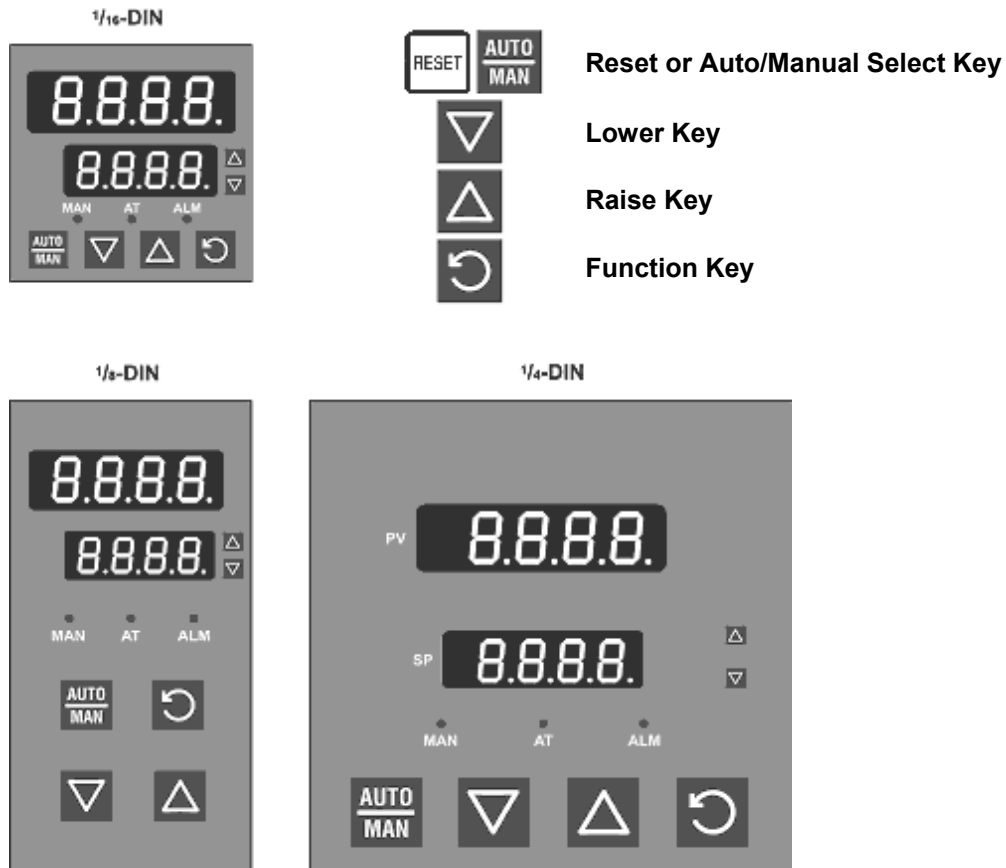 1/16-DIN
8.8.8.8.
8.8.8.8.
MAN AT ALM
AUTO
MAN
RESET
AUTO
MAN
Reset or Auto/Manual Select Key
Lower Key
Raise Key
Function Key
1/8-DIN
8.8.8.8.
8.8.8.8.
MAN AT ALM
AUTO
MAN
1/4-DIN
PV 8.8.8.8.
SP 8.8.8.8.
MAN AT ALM
AUTO
MAN